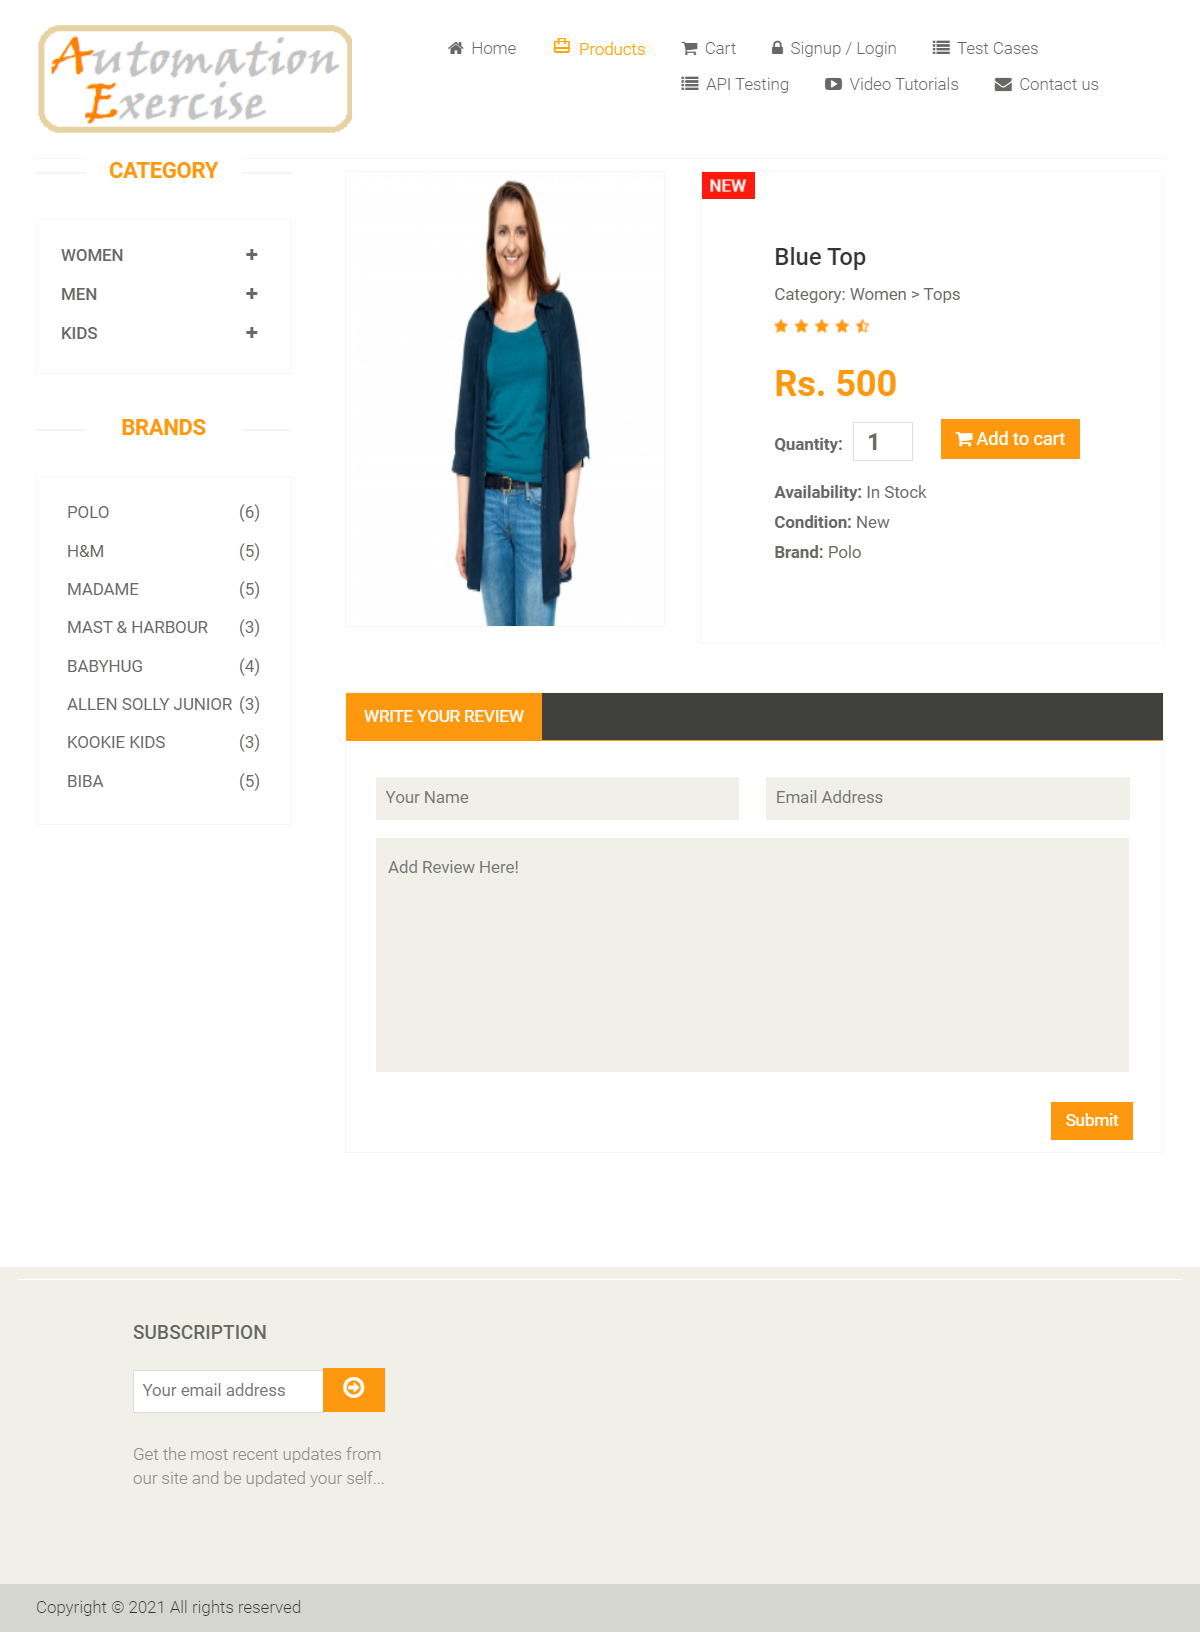 Automation
Exercise
Home
Products
Cart
Signup / Login
Test Cases
API Testing
Video Tutorials
Contact us
CATEGORY
WOMEN
MEN
KIDS
BRANDS
POLO (6)
H&M (5)
MADAME (5)
MAST & HARBOUR (3)
BABYHUG (4)
ALLEN SOLLY JUNIOR (3)
KOOKIE KIDS (3)
BIBA (5)
NEW
Blue Top
Category: Women > Tops
Rs. 500
Quantity: 1 Add to cart
Availability: In Stock
Condition: New
Brand: Polo
WRITE YOUR REVIEW
Your Name
Email Address
Add Review Here!
Submit
SUBSCRIPTION
Your email address
Get the most recent updates from
our site and be updated your self...
Copyright © 2021 All rights reserved